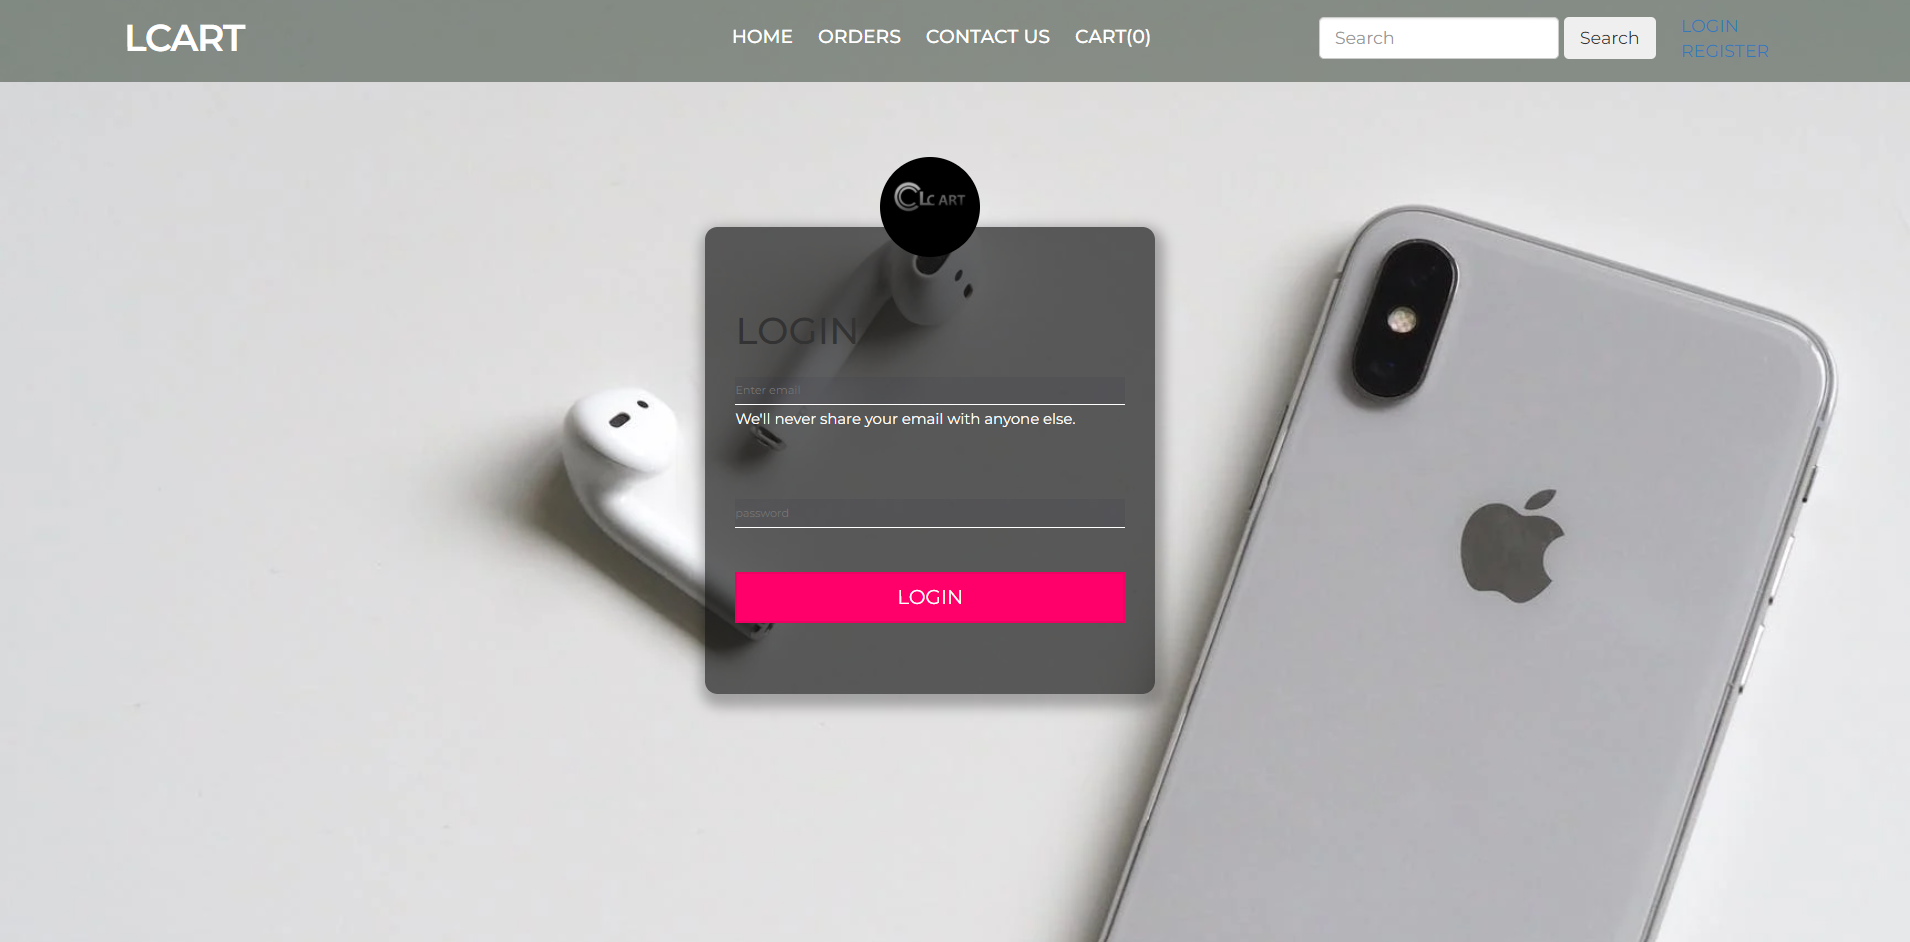 LCART
HOME ORDERS CONTACT US CART(0)
Search Search
LOGIN
REGISTER
LC ART
LOGIN
Enter email
We'll never share your email with anyone else.
password
LOGIN